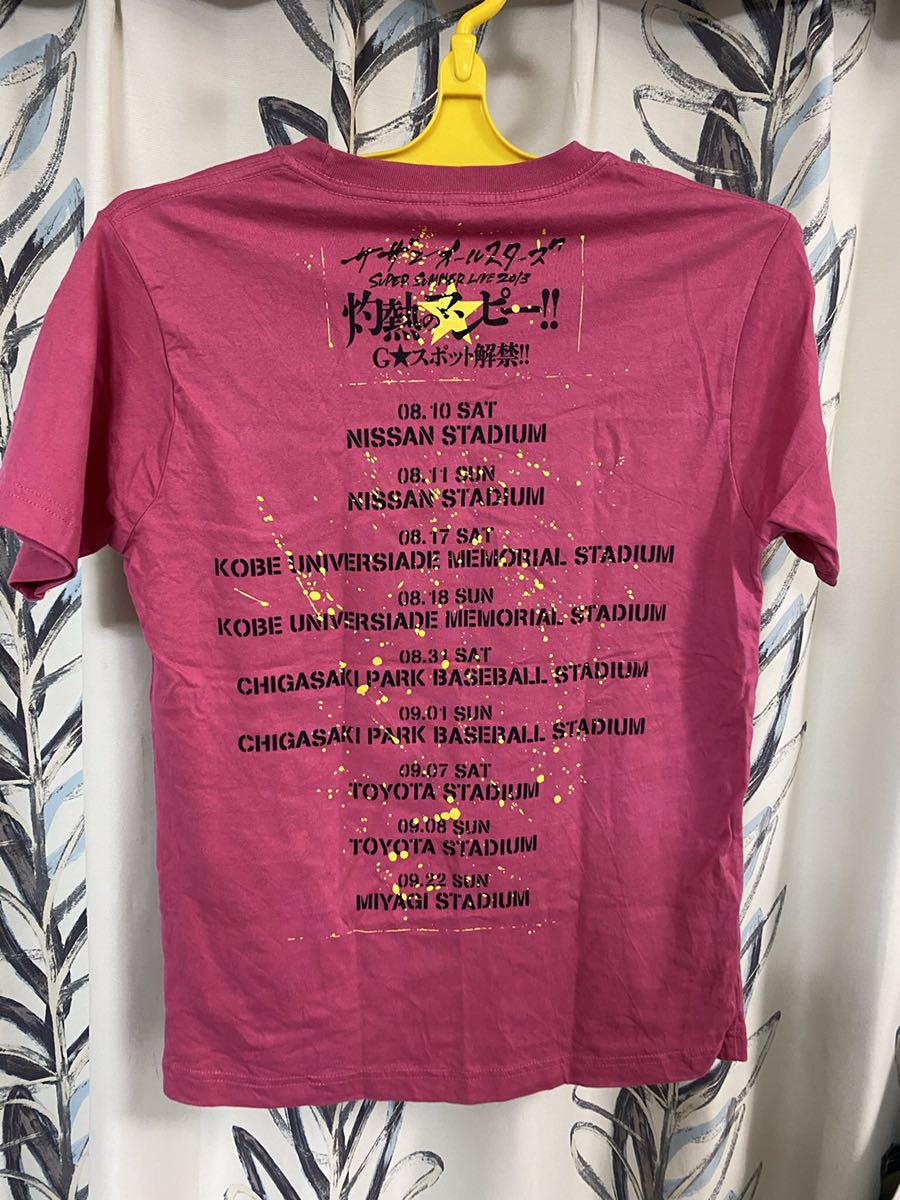 サザンオールスターズ
SUPER SUMMER LIVE 2013
灼熱のマンピー!!
G★スポット解禁!!
08.10 SAT
NISSAN STADIUM
08.11 SUN
NISSAN STADIUM
08.17 SAT
KOBE UNIVERSIADE MEMORIAL STADIUM
08.18 SUN
KOBE UNIVERSIADE MEMORIAL STADIUM
08.31 SAT
CHIGASAKI PARK BASEBALL STADIUM
09.01 SUN
CHIGASAKI PARK BASEBALL STADIUM
09.07 SAT
TOYOTA STADIUM
09.08 SUN
TOYOTA STADIUM
09.22 SUN
MIYAGI STADIUM